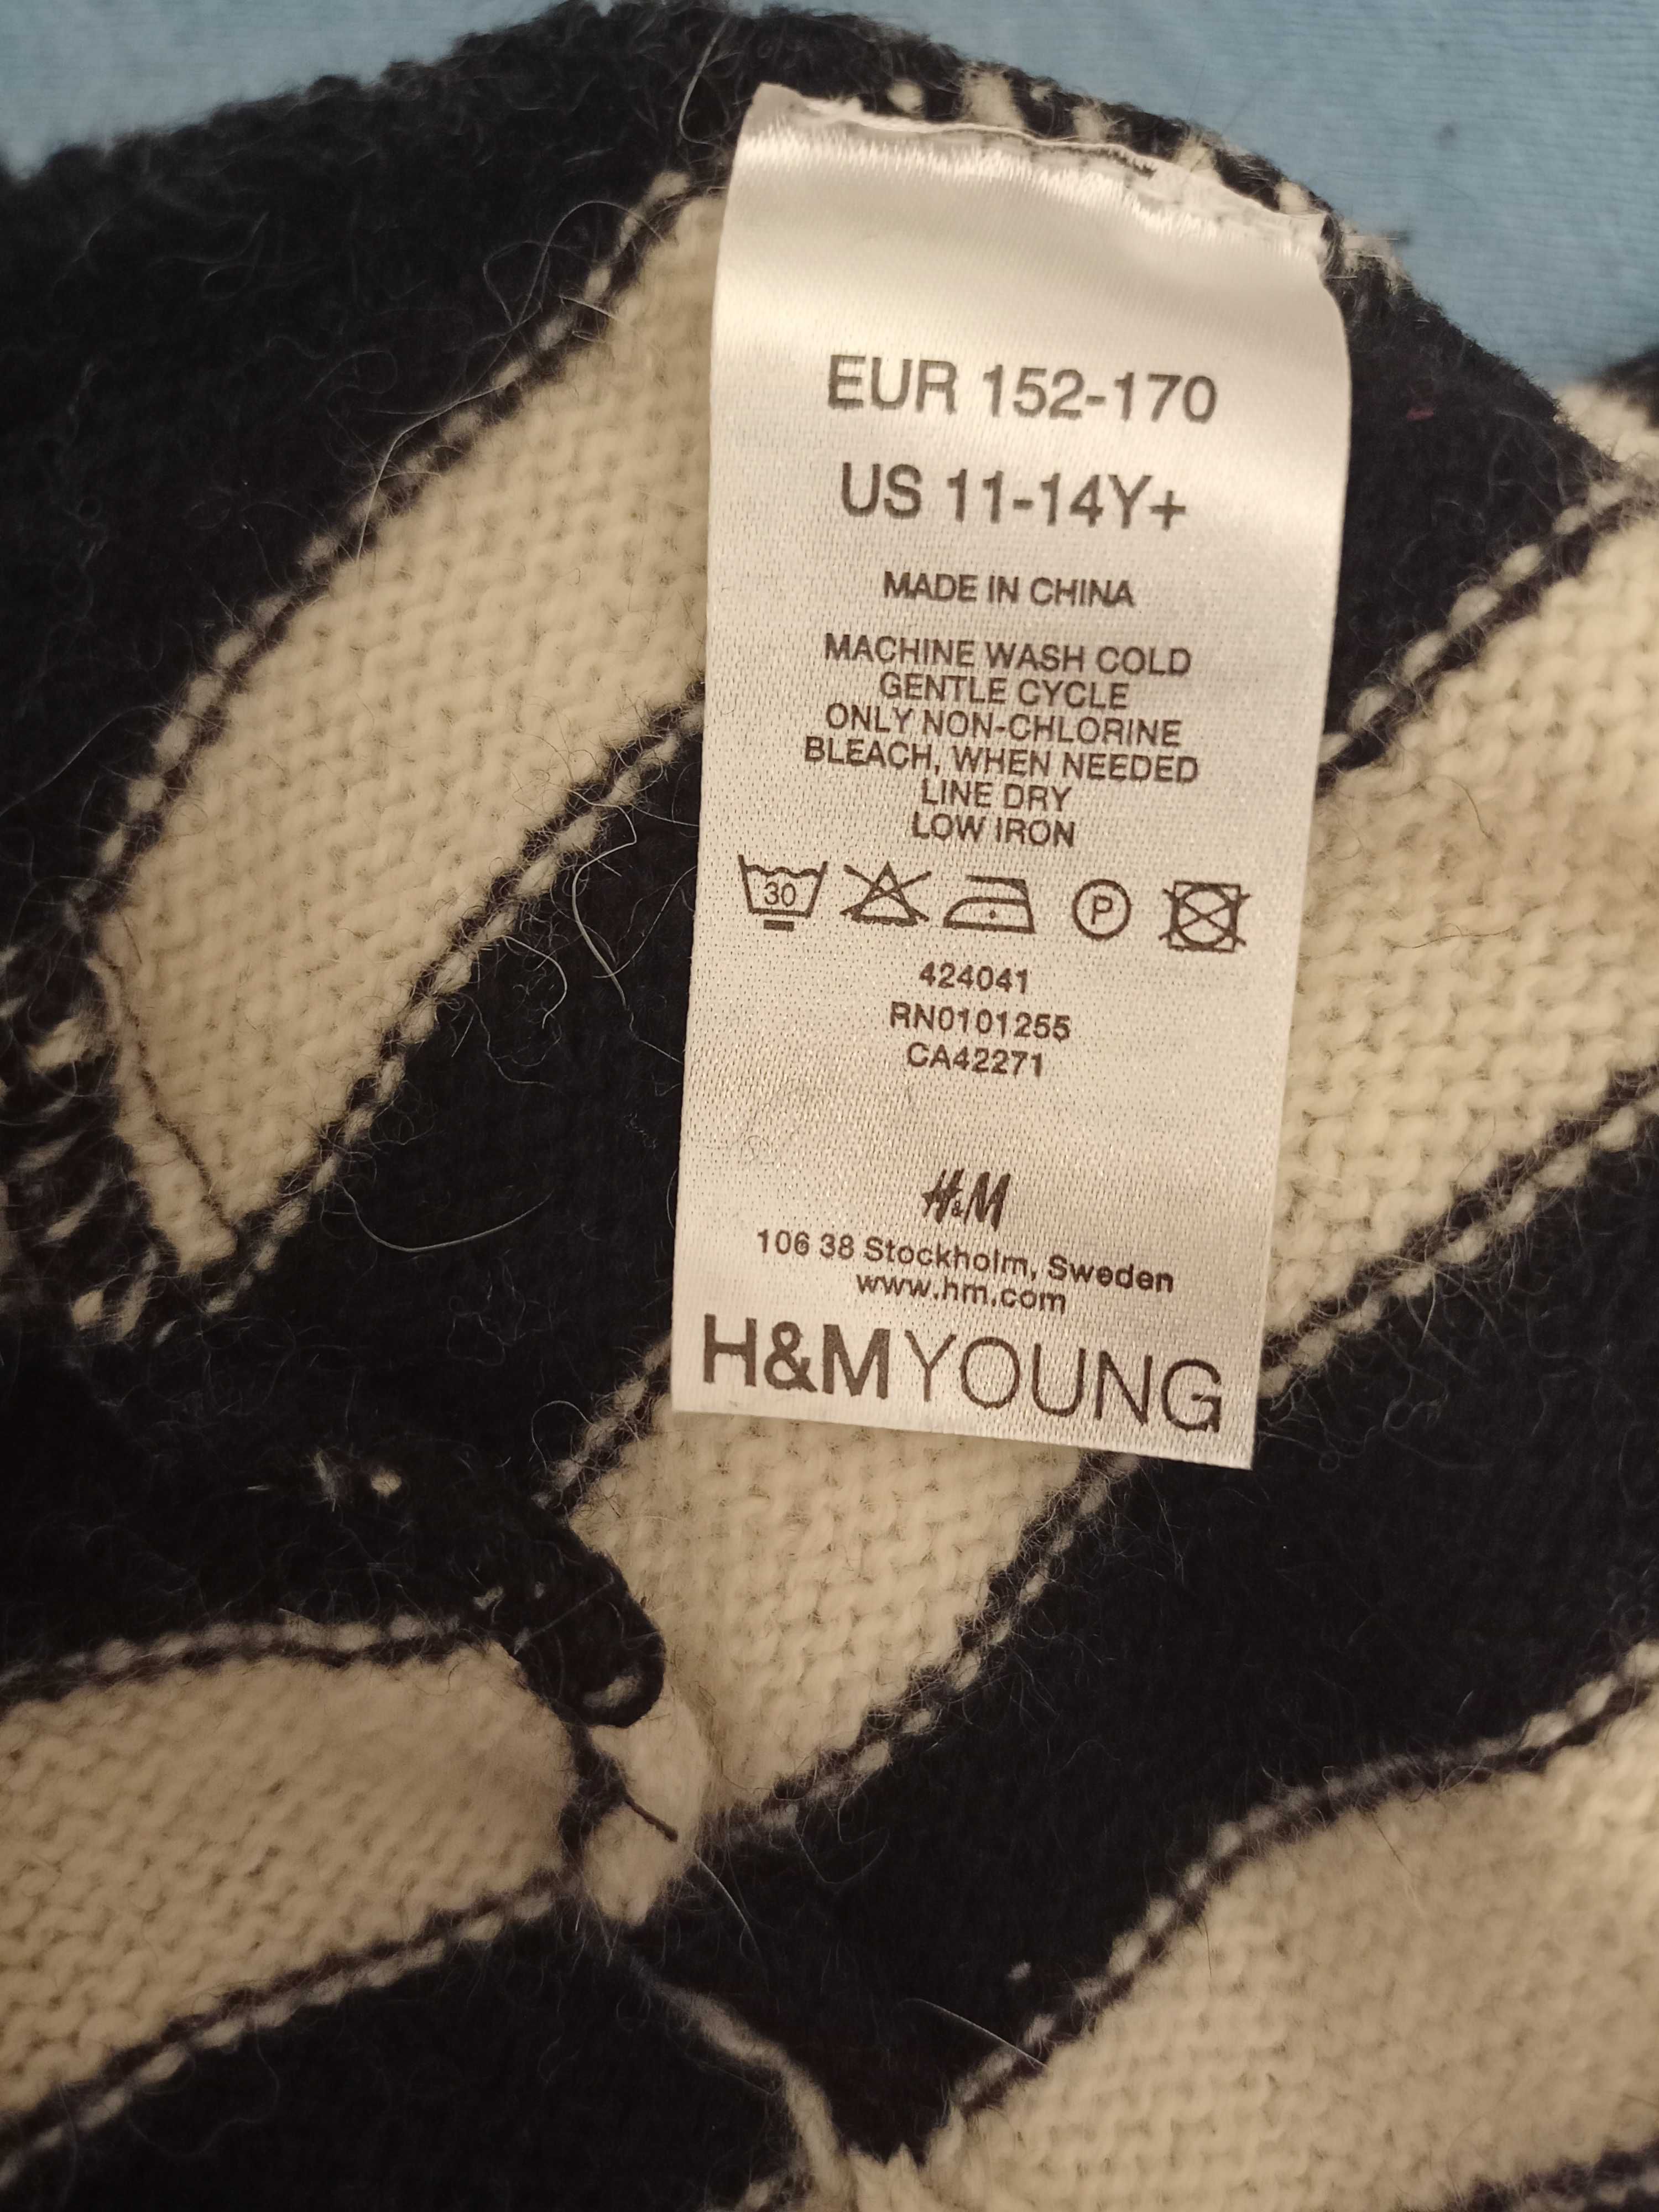 EUR 152-170
US 11-14Y+
MADE IN CHINA
MACHINE WASH COLD
GENTLE CYCLE
ONLY NON-CHLORINE
BLEACH, WHEN NEEDED
LINE DRY
LOW IRON
30 P
424041
RN0101255
CA42271
H&M
106 38 Stockholm, Sweden
www.hm.com
H&M YOUNG